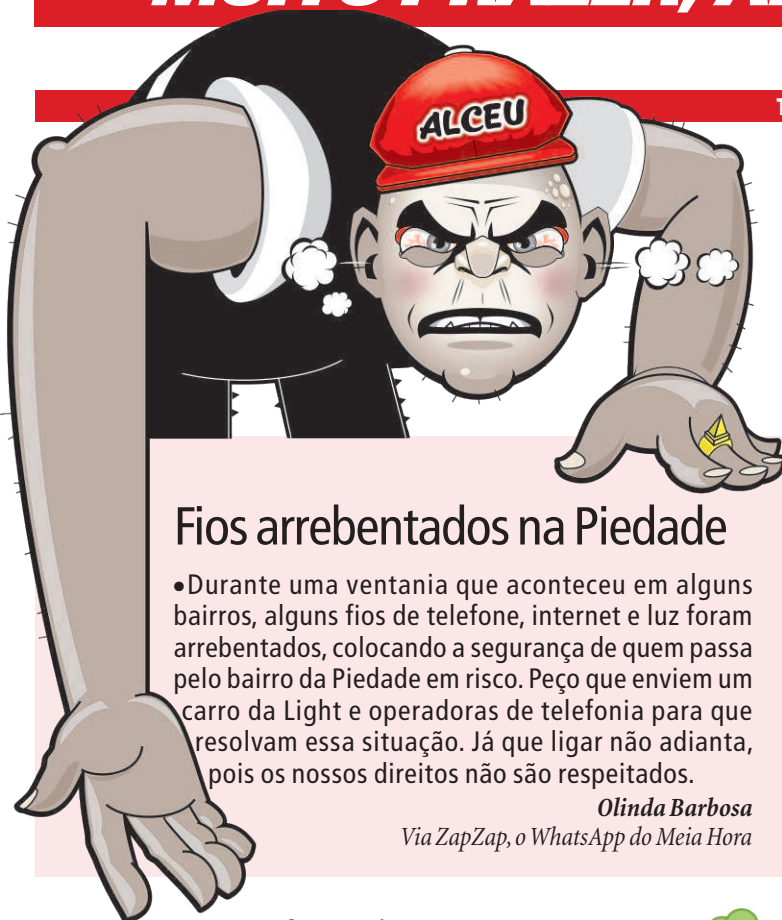 ALCEU
Fios arrebentados na Piedade
•Durante uma ventania que aconteceu em alguns
bairros, alguns fios de telefone, internet e luz foram
arrebentados, colocando a segurança de quem passa
pelo bairro da Piedade em risco. Peço que enviem um
carro da Light e operadoras de telefonia para que
resolvam essa situação. Já que ligar não adianta,
pois os nossos direitos não são respeitados.
Olinda Barbosa
Via ZapZap, o WhatsApp do Meia Hora